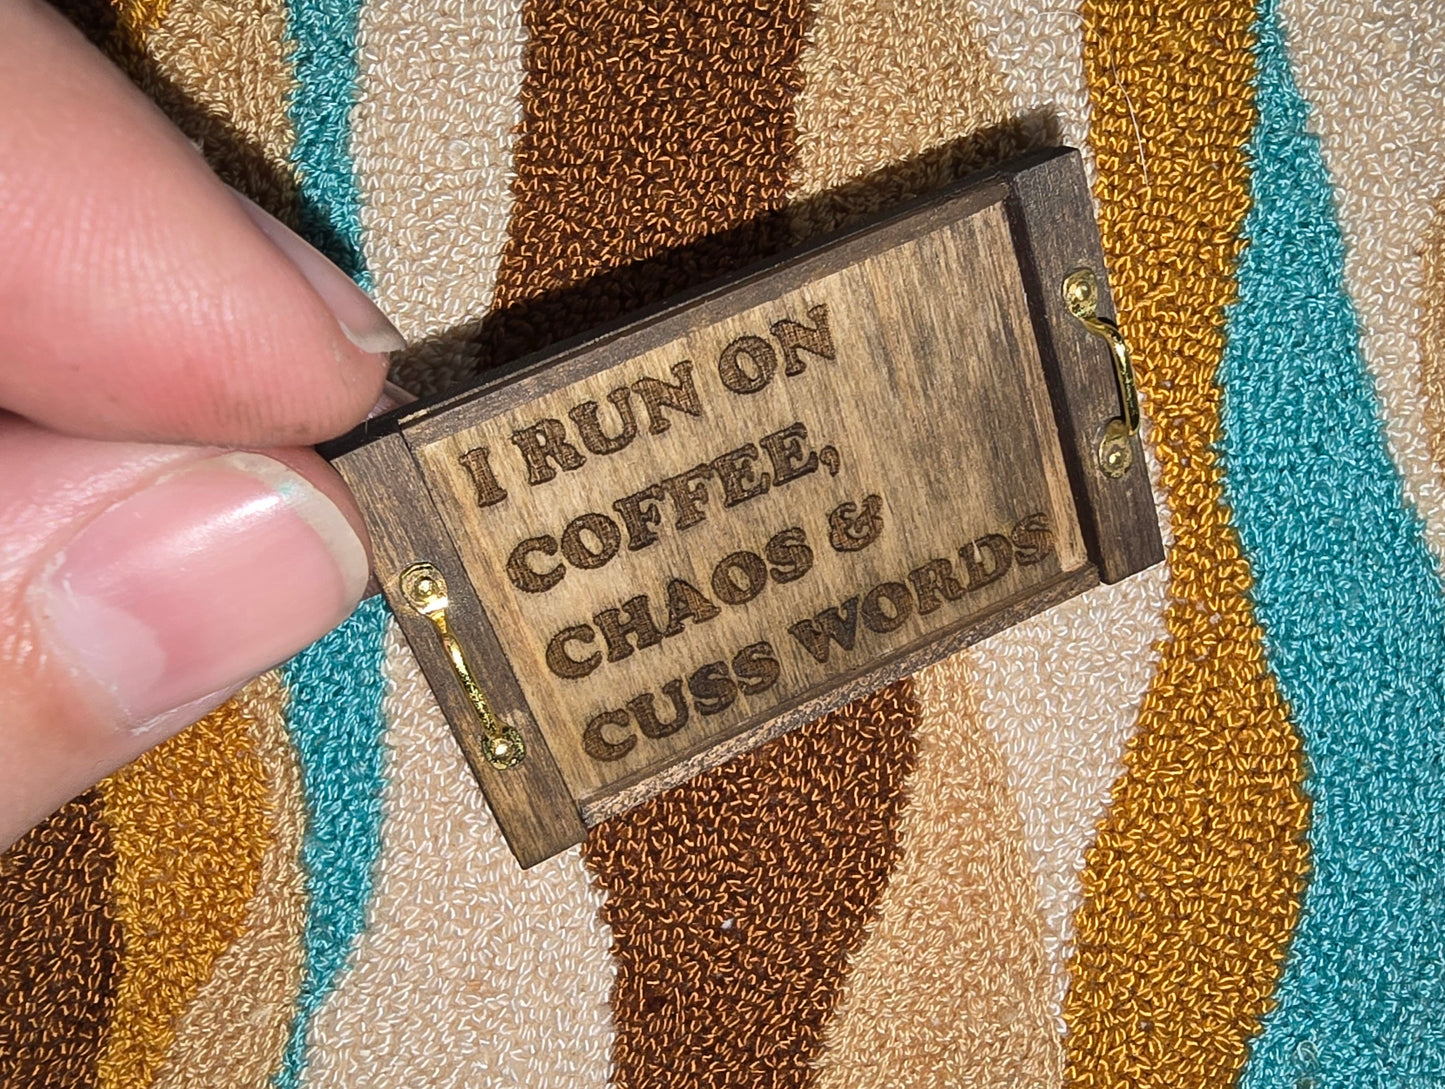 I RUN ON
COFFEE,
CHAOS &
CUSS WORDS